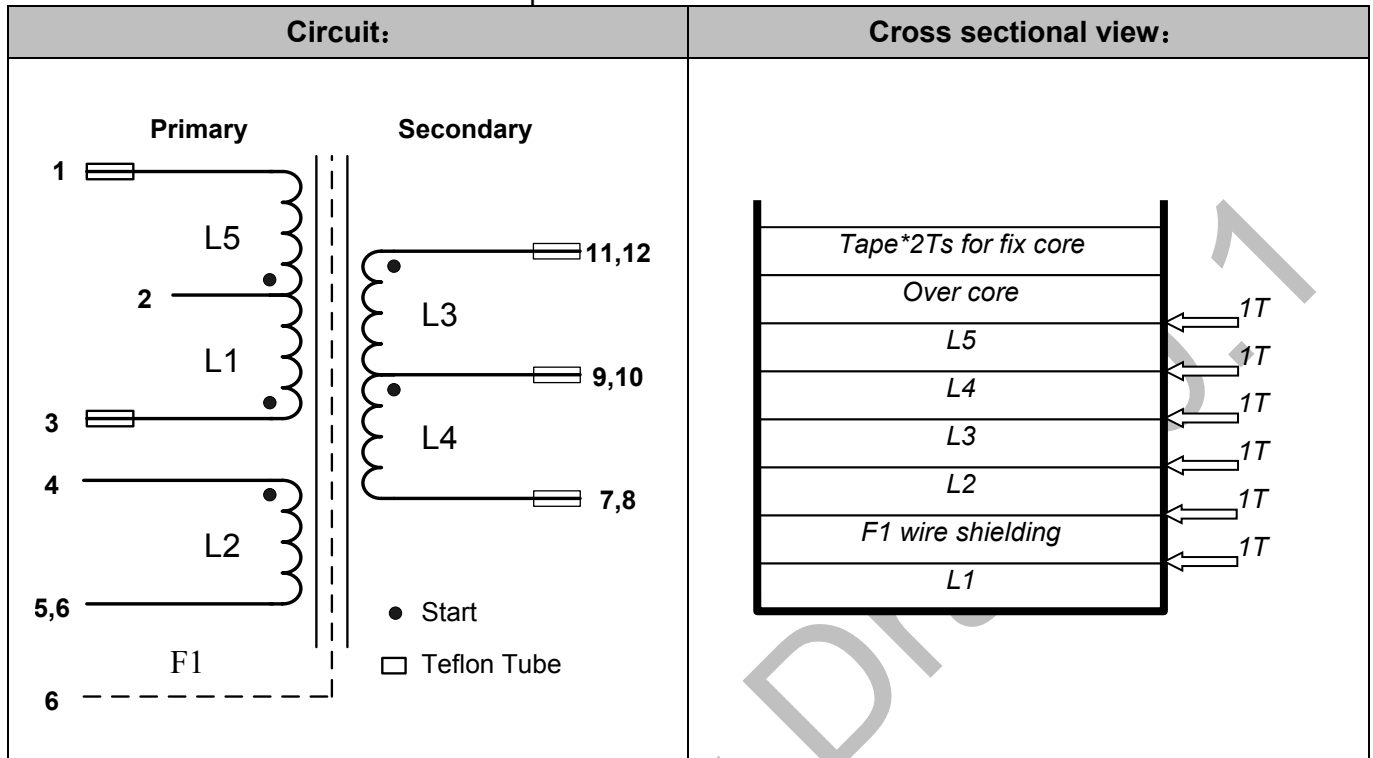 Circuit：
Cross sectional view：
Primary
Secondary
1
L5
2
L1
3
4
L2
5,6
F1
6
11,12
L3
9,10
L4
7,8
● Start
Teflon Tube
Tape*2Ts for fix core
Over core
1T
L5
1T
L4
1T
L3
1T
L2
1T
F1 wire shielding
1T
L1